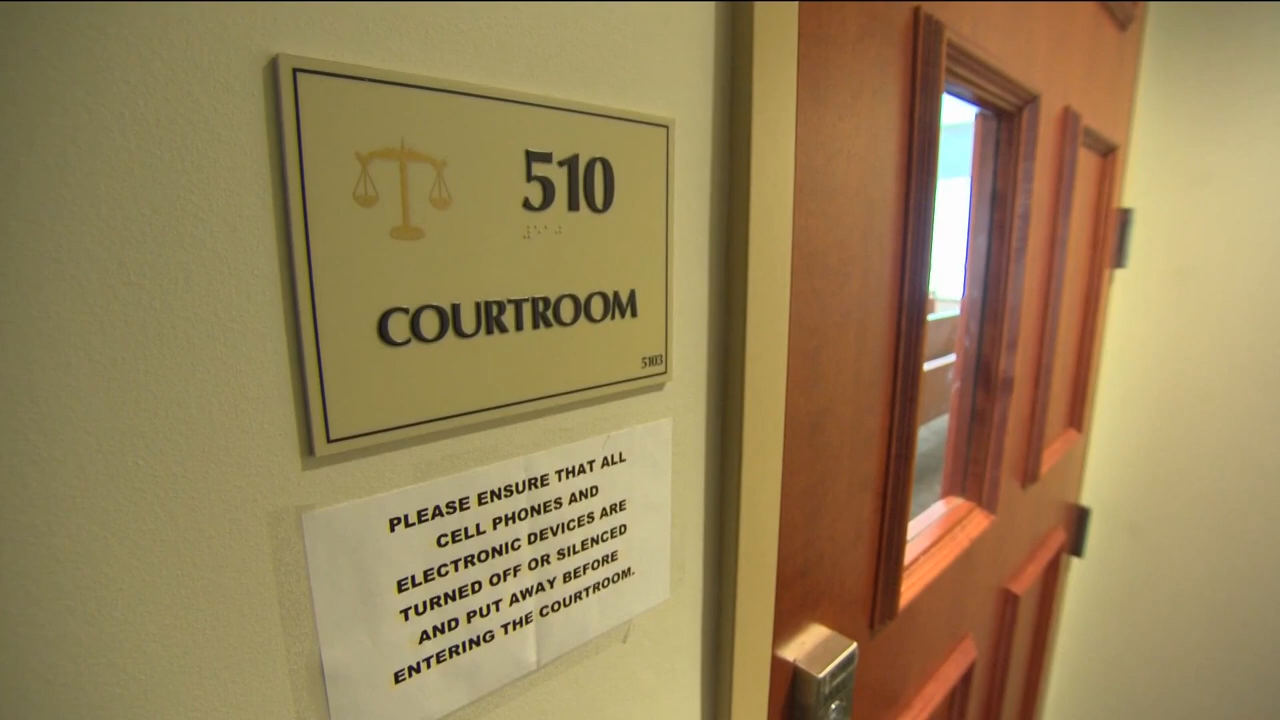 510
COURTROOM
5103
PLEASE ENSURE THAT ALL
CELL PHONES AND
ELECTRONIC DEVICES ARE
TURNED OFF OR SILENCED
AND PUT AWAY BEFORE
ENTERING THE COURTROOM.